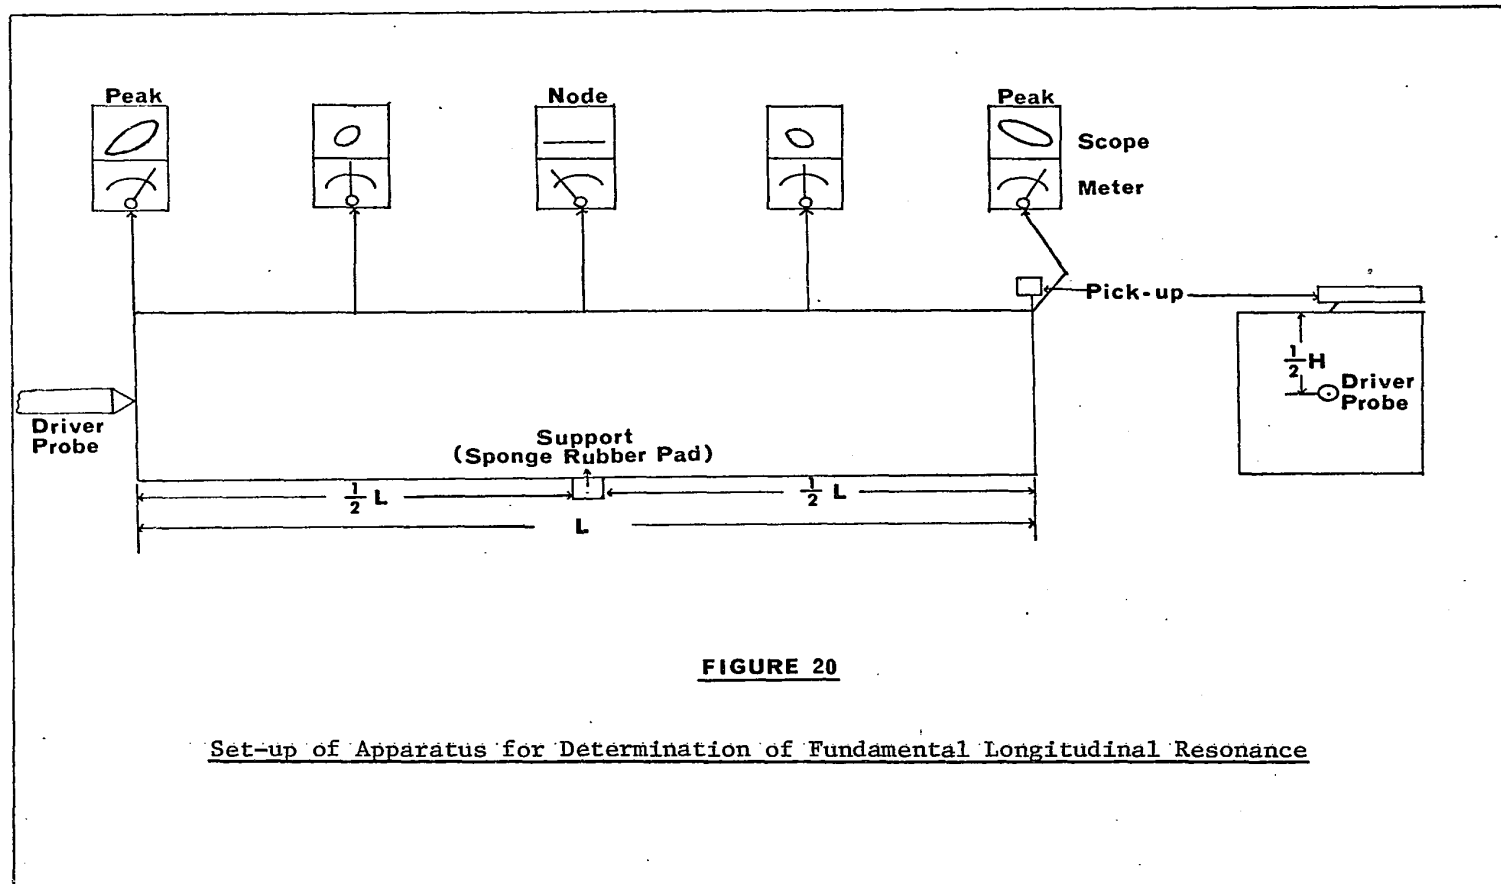 Peak
Node
Peak
Scope
Meter
Pick-up
1/2 H
Driver
Probe
Driver
Probe
Support
(Sponge Rubber Pad)
1/2 L
1/2 L
L
FIGURE 20
Set-up of Apparatus for Determination of Fundamental Longitudinal Resonance